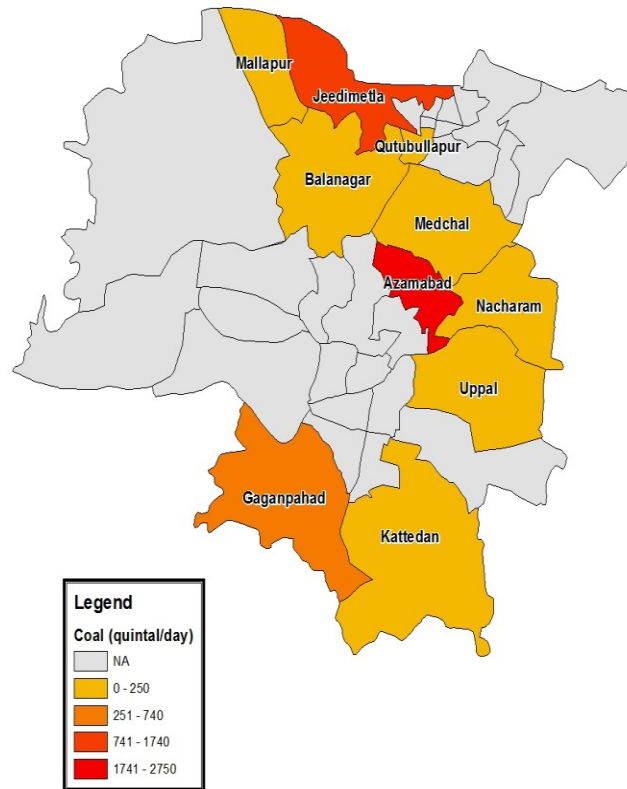 Mallapur
Jeedimetla
Qutubullapur
Balanagar
Medchal
Azamabad
Nacharam
Uppal
Gaganpahad
Kattedan
Legend
Coal (quintal/day)
NA
0 - 250
251 - 740
741 - 1740
1741 - 2750